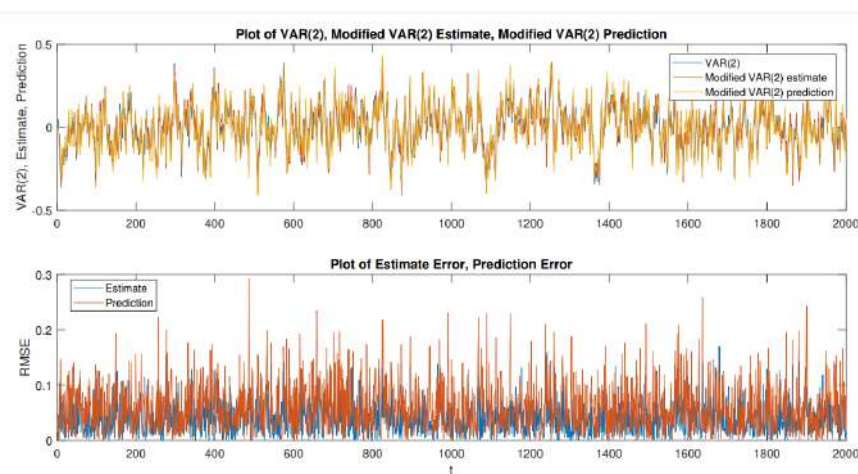 Plot of VAR(2), Modified VAR(2) Estimate, Modified VAR(2) Prediction
VAR(2), Estimate, Prediction
0.5
0
-0.5
VAR(2)
Modified VAR(2) estimate
Modified VAR(2) prediction
0 200 400 600 800 1000 1200 1400 1600 1800 2000
Plot of Estimate Error, Prediction Error
RMSE
0.3
0.2
0.1
0
Estimate
Prediction
0 200 400 600 800 1000 1200 1400 1600 1800 2000
t